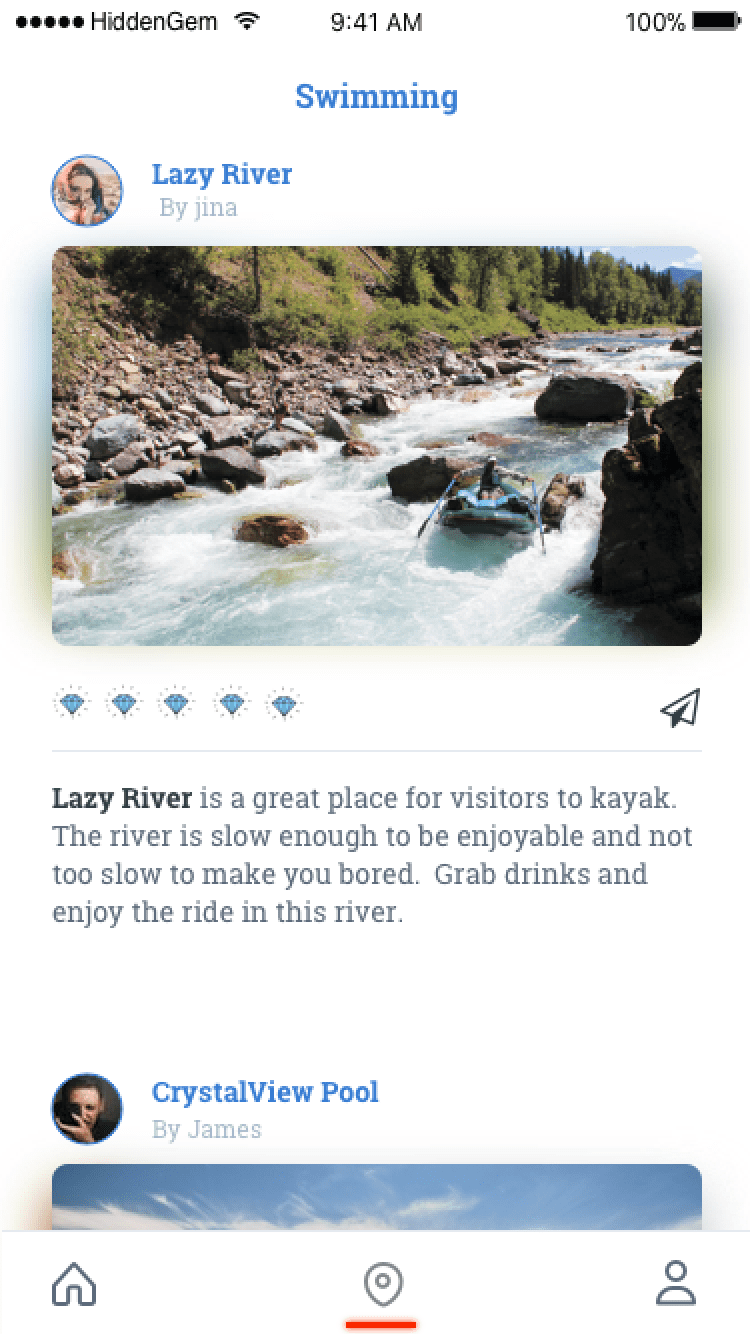 HiddenGem 9:41 AM 100%
Swimming
Lazy River
By jina
Lazy River is a great place for visitors to kayak.
The river is slow enough to be enjoyable and not
too slow to make you bored.  Grab drinks and
enjoy the ride in this river.
CrystalView Pool
By James